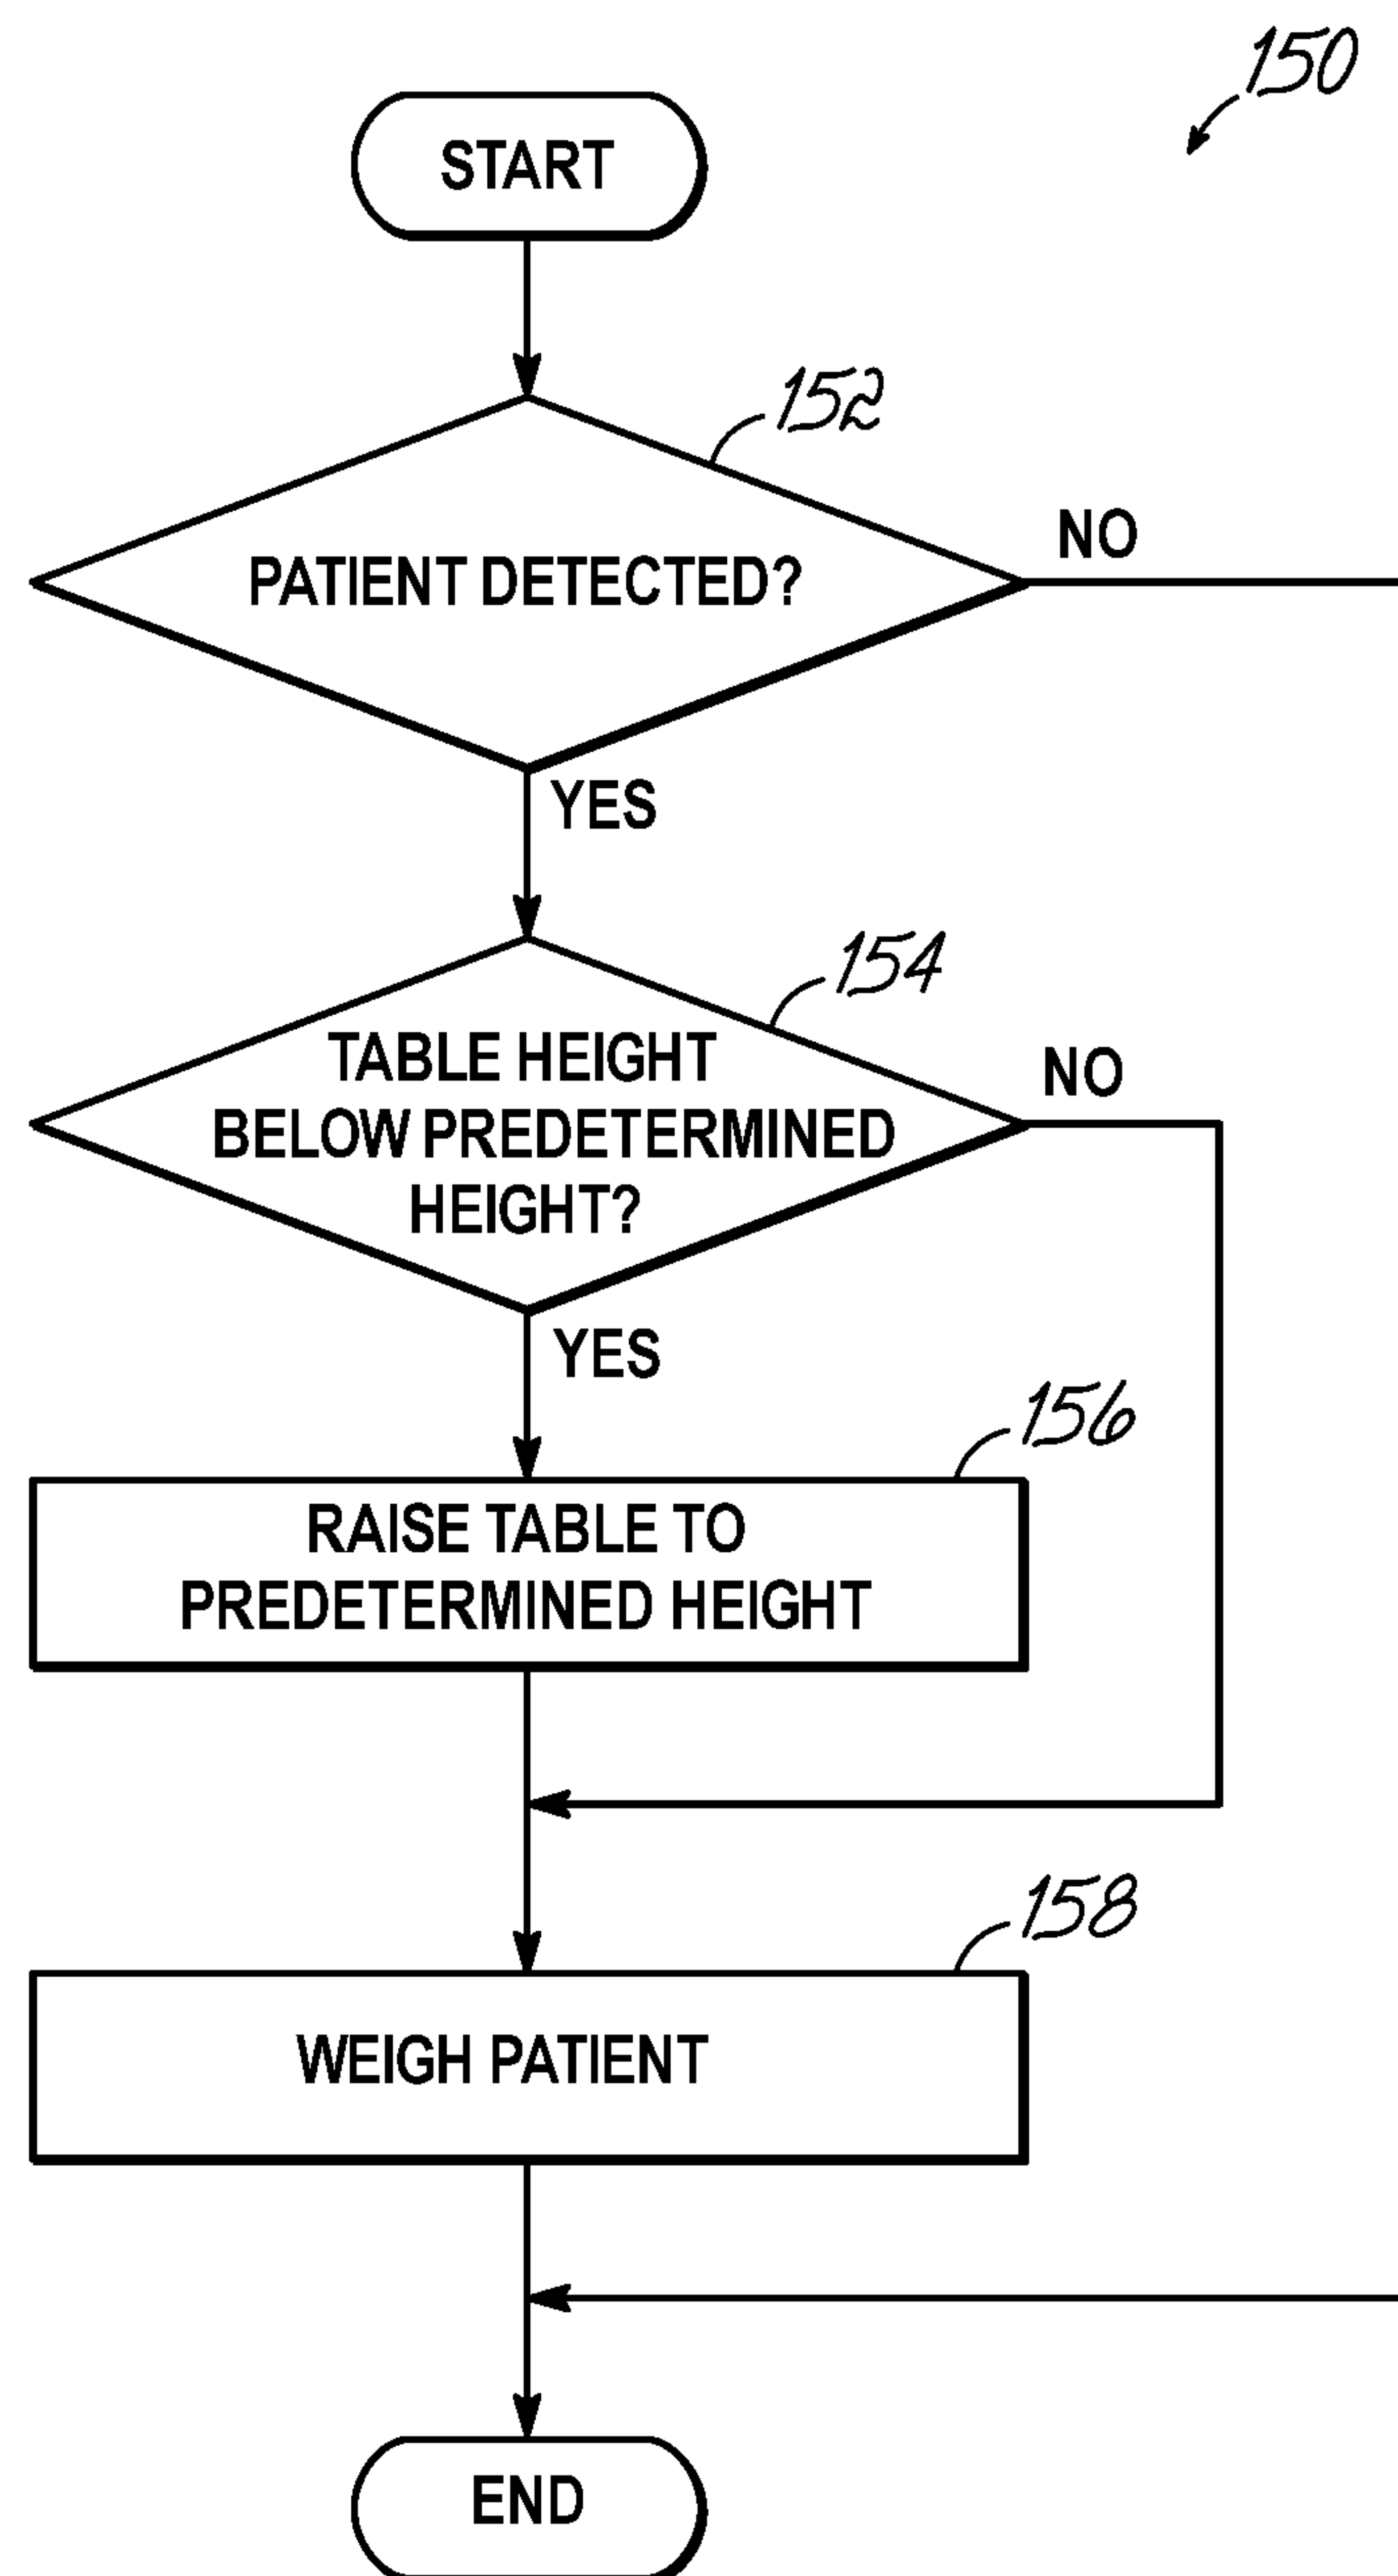 150
START
152
PATIENT DETECTED?
NO
YES
154
TABLE HEIGHT
BELOW PREDETERMINED
HEIGHT?
NO
YES
156
RAISE TABLE TO
PREDETERMINED HEIGHT
158
WEIGH PATIENT
END